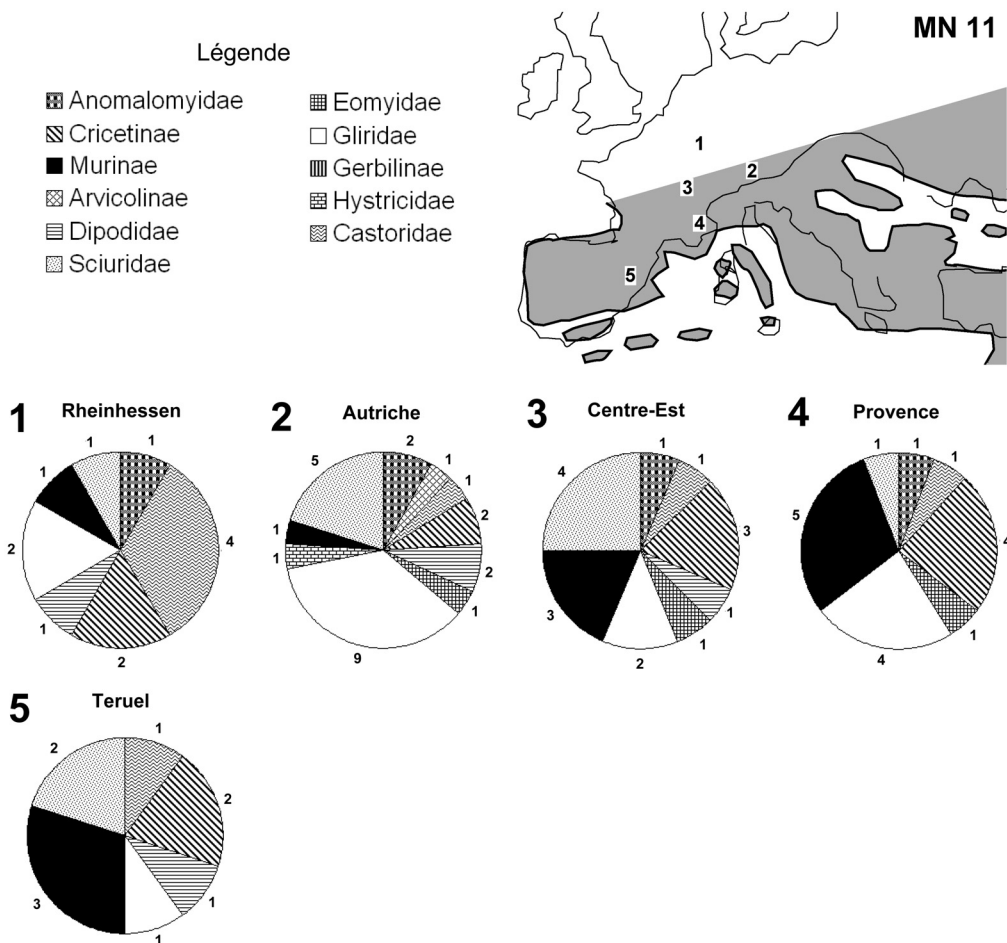 Légende
MN 11
Anomalomyidae
Cricetinae
Murinae
Arvicolinae
Dipodidae
Sciuridae
Eomyidae
Gliridae
Gerbilinae
Hystricidae
Castoridae
1
2
3
4
5
1 Rheinhessen
1 1
1
4
2
1
2
2 Autriche
2
1
5
1
2
1
1
2
1
9
3 Centre-Est
1
1
4
3
3
1
1
2
4 Provence
1 1
1
5
4
1
4
5 Teruel
1
2
2
3
1
1